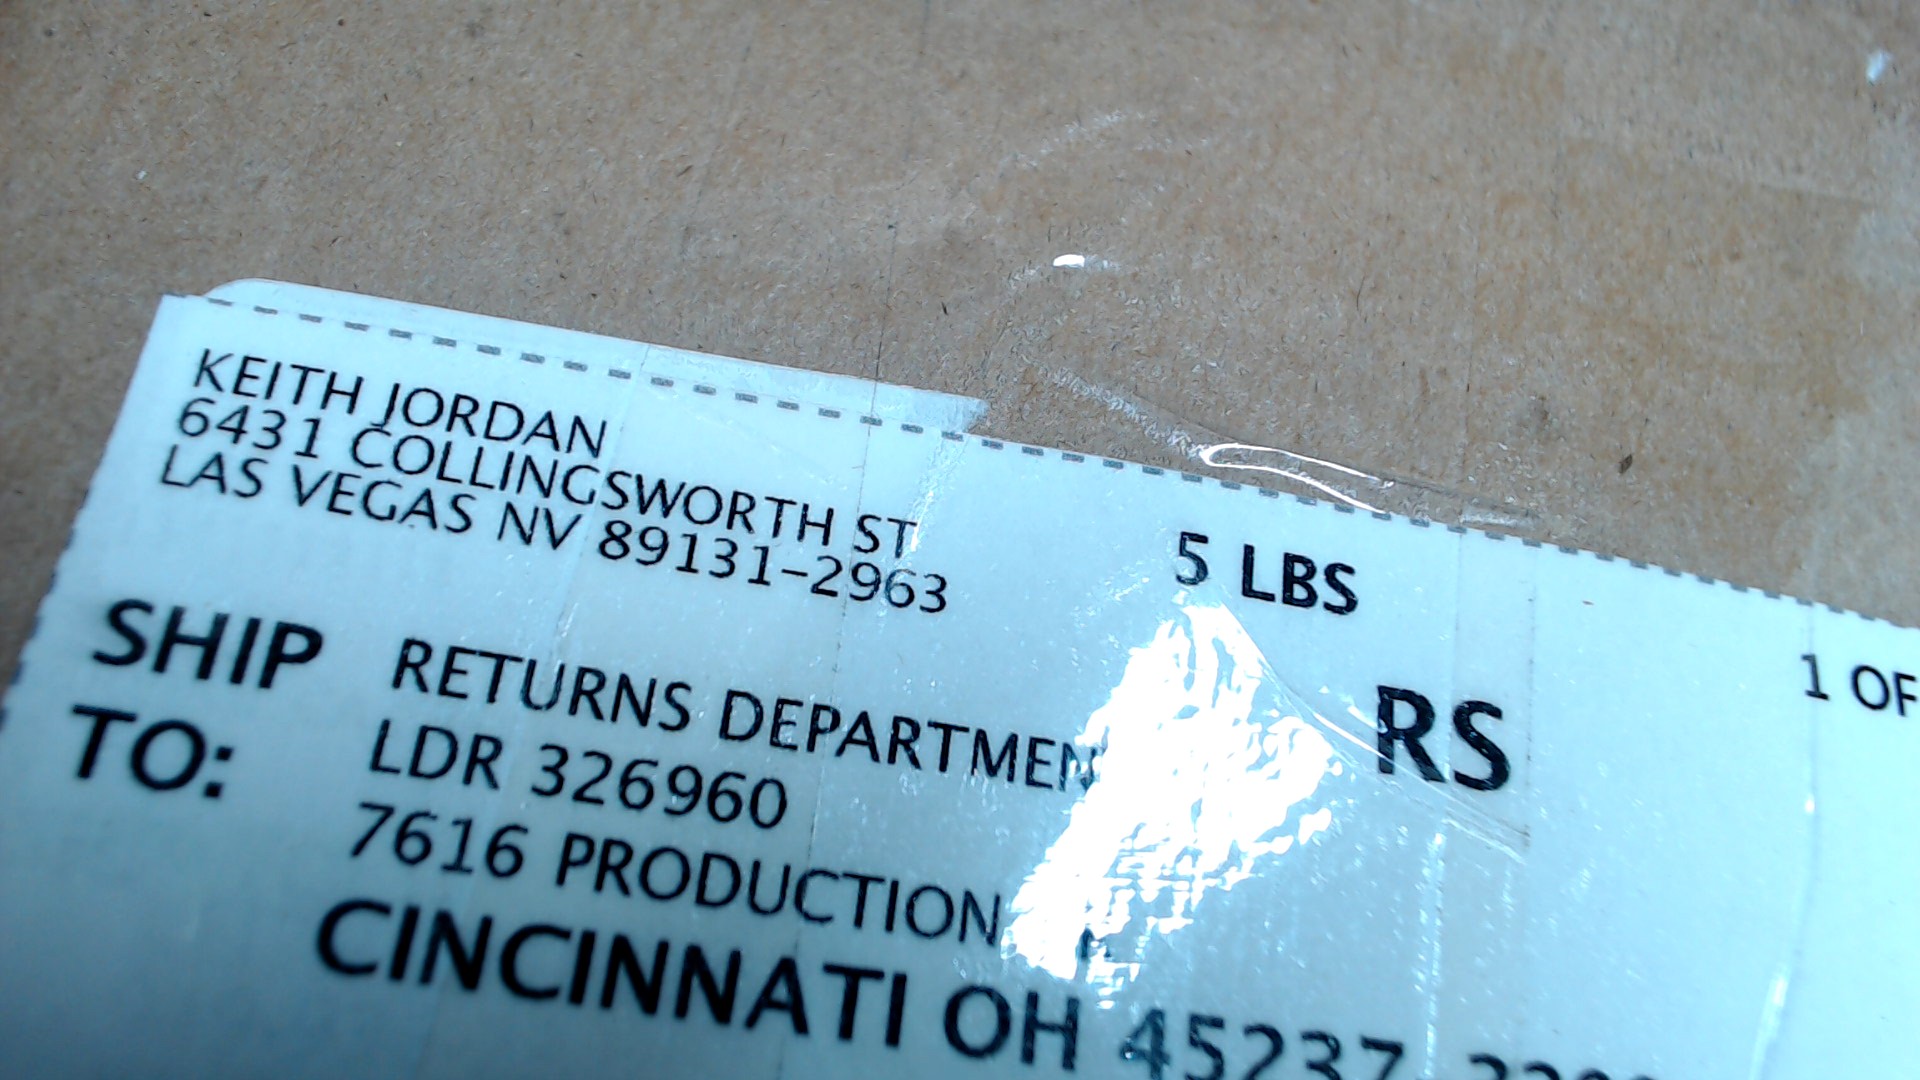 KEITH JORDAN
6431 COLLINGSWORTH ST
LAS VEGAS NV 89131-2963
5 LBS
1 OF
RS
SHIP TO:
RETURNS DEPARTMEN
LDR 326960
7616 PRODUCTION
CINCINNATI OH 45237